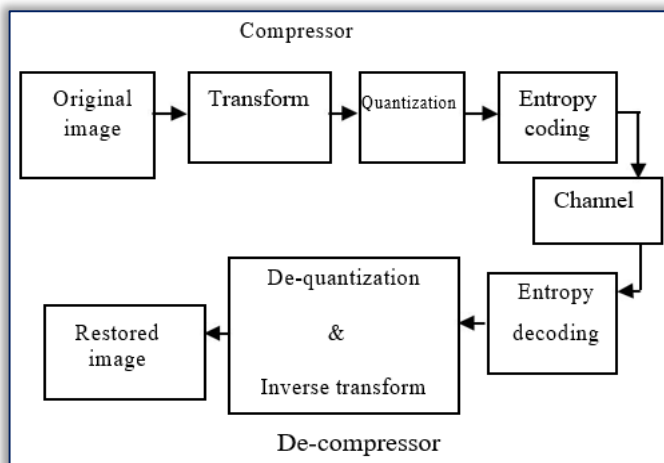 Compressor
Original
image
Transform
Quantization
Entropy
coding
Channel
Entropy
decoding
De-quantization
&
Inverse transform
Restored
image
De-compressor